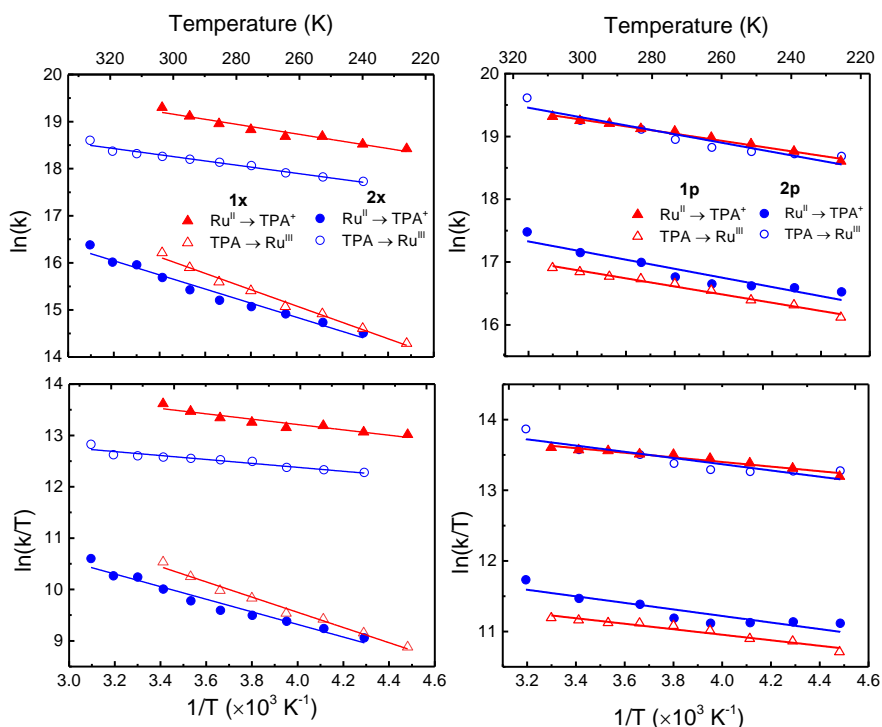 Temperature (K) Temperature (K)
320 300 280 260 240 220 320 300 280 260 240 220
20
19
18
17
16
15
14
ln(k)
1x 2x
Ru^II → TPA^+ Ru^II → TPA^+
TPA → Ru^III TPA → Ru^III
20
19
18
17
16
ln(k)
1p 2p
Ru^II → TPA^+ Ru^II → TPA^+
TPA → Ru^III TPA → Ru^III
14
13
12
11
10
9
ln(k/T)
3.0 3.2 3.4 3.6 3.8 4.0 4.2 4.4 4.6
1/T (×10^3 K^-1)
14
13
12
11
ln(k/T)
3.0 3.2 3.4 3.6 3.8 4.0 4.2 4.4 4.6
1/T (×10^3 K^-1)